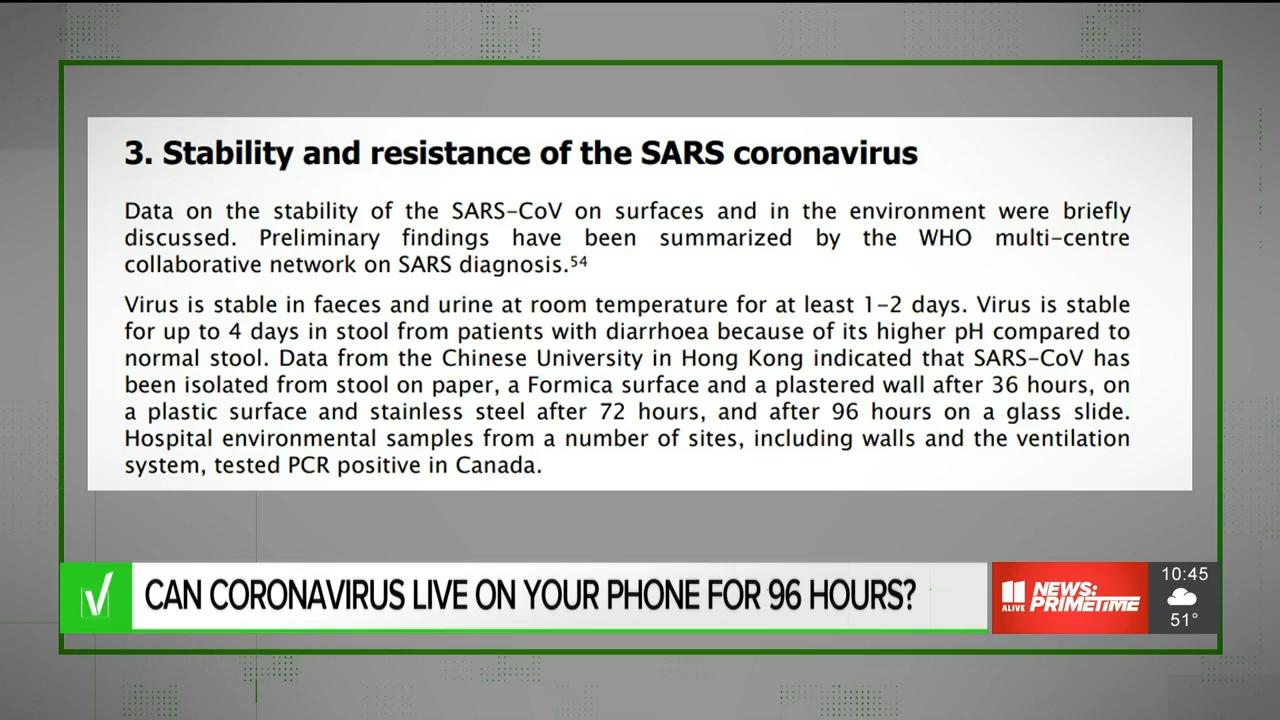 3. Stability and resistance of the SARS coronavirus
Data on the stability of the SARS-CoV on surfaces and in the environment were briefly
discussed. Preliminary findings have been summarized by the WHO multi-centre
collaborative network on SARS diagnosis.⁵⁴
Virus is stable in faeces and urine at room temperature for at least 1-2 days. Virus is stable
for up to 4 days in stool from patients with diarrhoea because of its higher pH compared to
normal stool. Data from the Chinese University in Hong Kong indicated that SARS-CoV has
been isolated from stool on paper, a Formica surface and a plastered wall after 36 hours, on
a plastic surface and stainless steel after 72 hours, and after 96 hours on a glass slide.
Hospital environmental samples from a number of sites, including walls and the ventilation
system, tested PCR positive in Canada.
CAN CORONAVIRUS LIVE ON YOUR PHONE FOR 96 HOURS?
11 ALIVE
NEWS:
PRIMETIME
10:45
51°